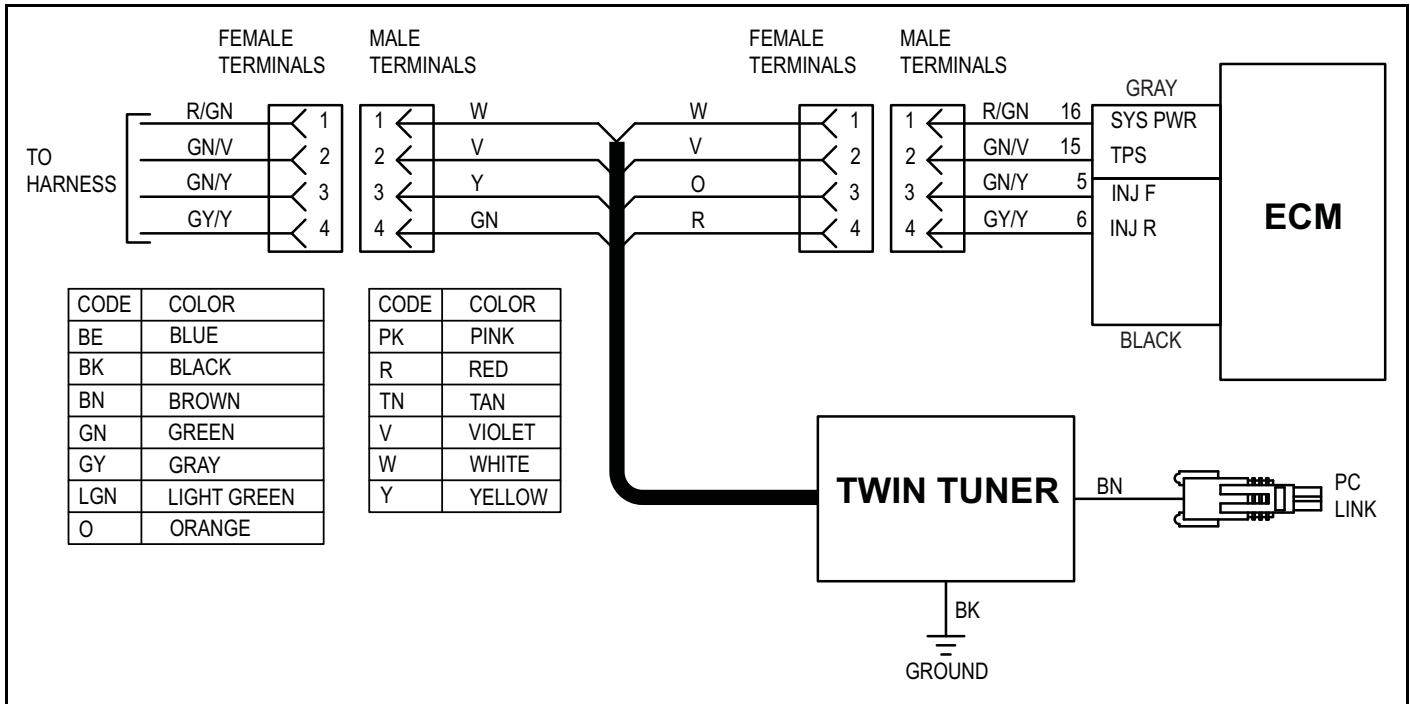 FEMALE
TERMINALS
MALE
TERMINALS
FEMALE
TERMINALS
MALE
TERMINALS
GRAY
R/GN 1 1 W W 1 1 R/GN 16 SYS PWR
GN/V 2 2 V V 2 2 GN/V 15 TPS
GN/Y 3 3 Y O 3 3 GN/Y 5 INJ F
GY/Y 4 4 GN R 4 4 GY/Y 6 INJ R
TO
HARNESS
ECM
BLACK
CODE COLOR
BE BLUE
BK BLACK
BN BROWN
GN GREEN
GY GRAY
LGN LIGHT GREEN
O ORANGE
CODE COLOR
PK PINK
R RED
TN TAN
V VIOLET
W WHITE
Y YELLOW
TWIN TUNER
BN
PC
LINK
BK
GROUND